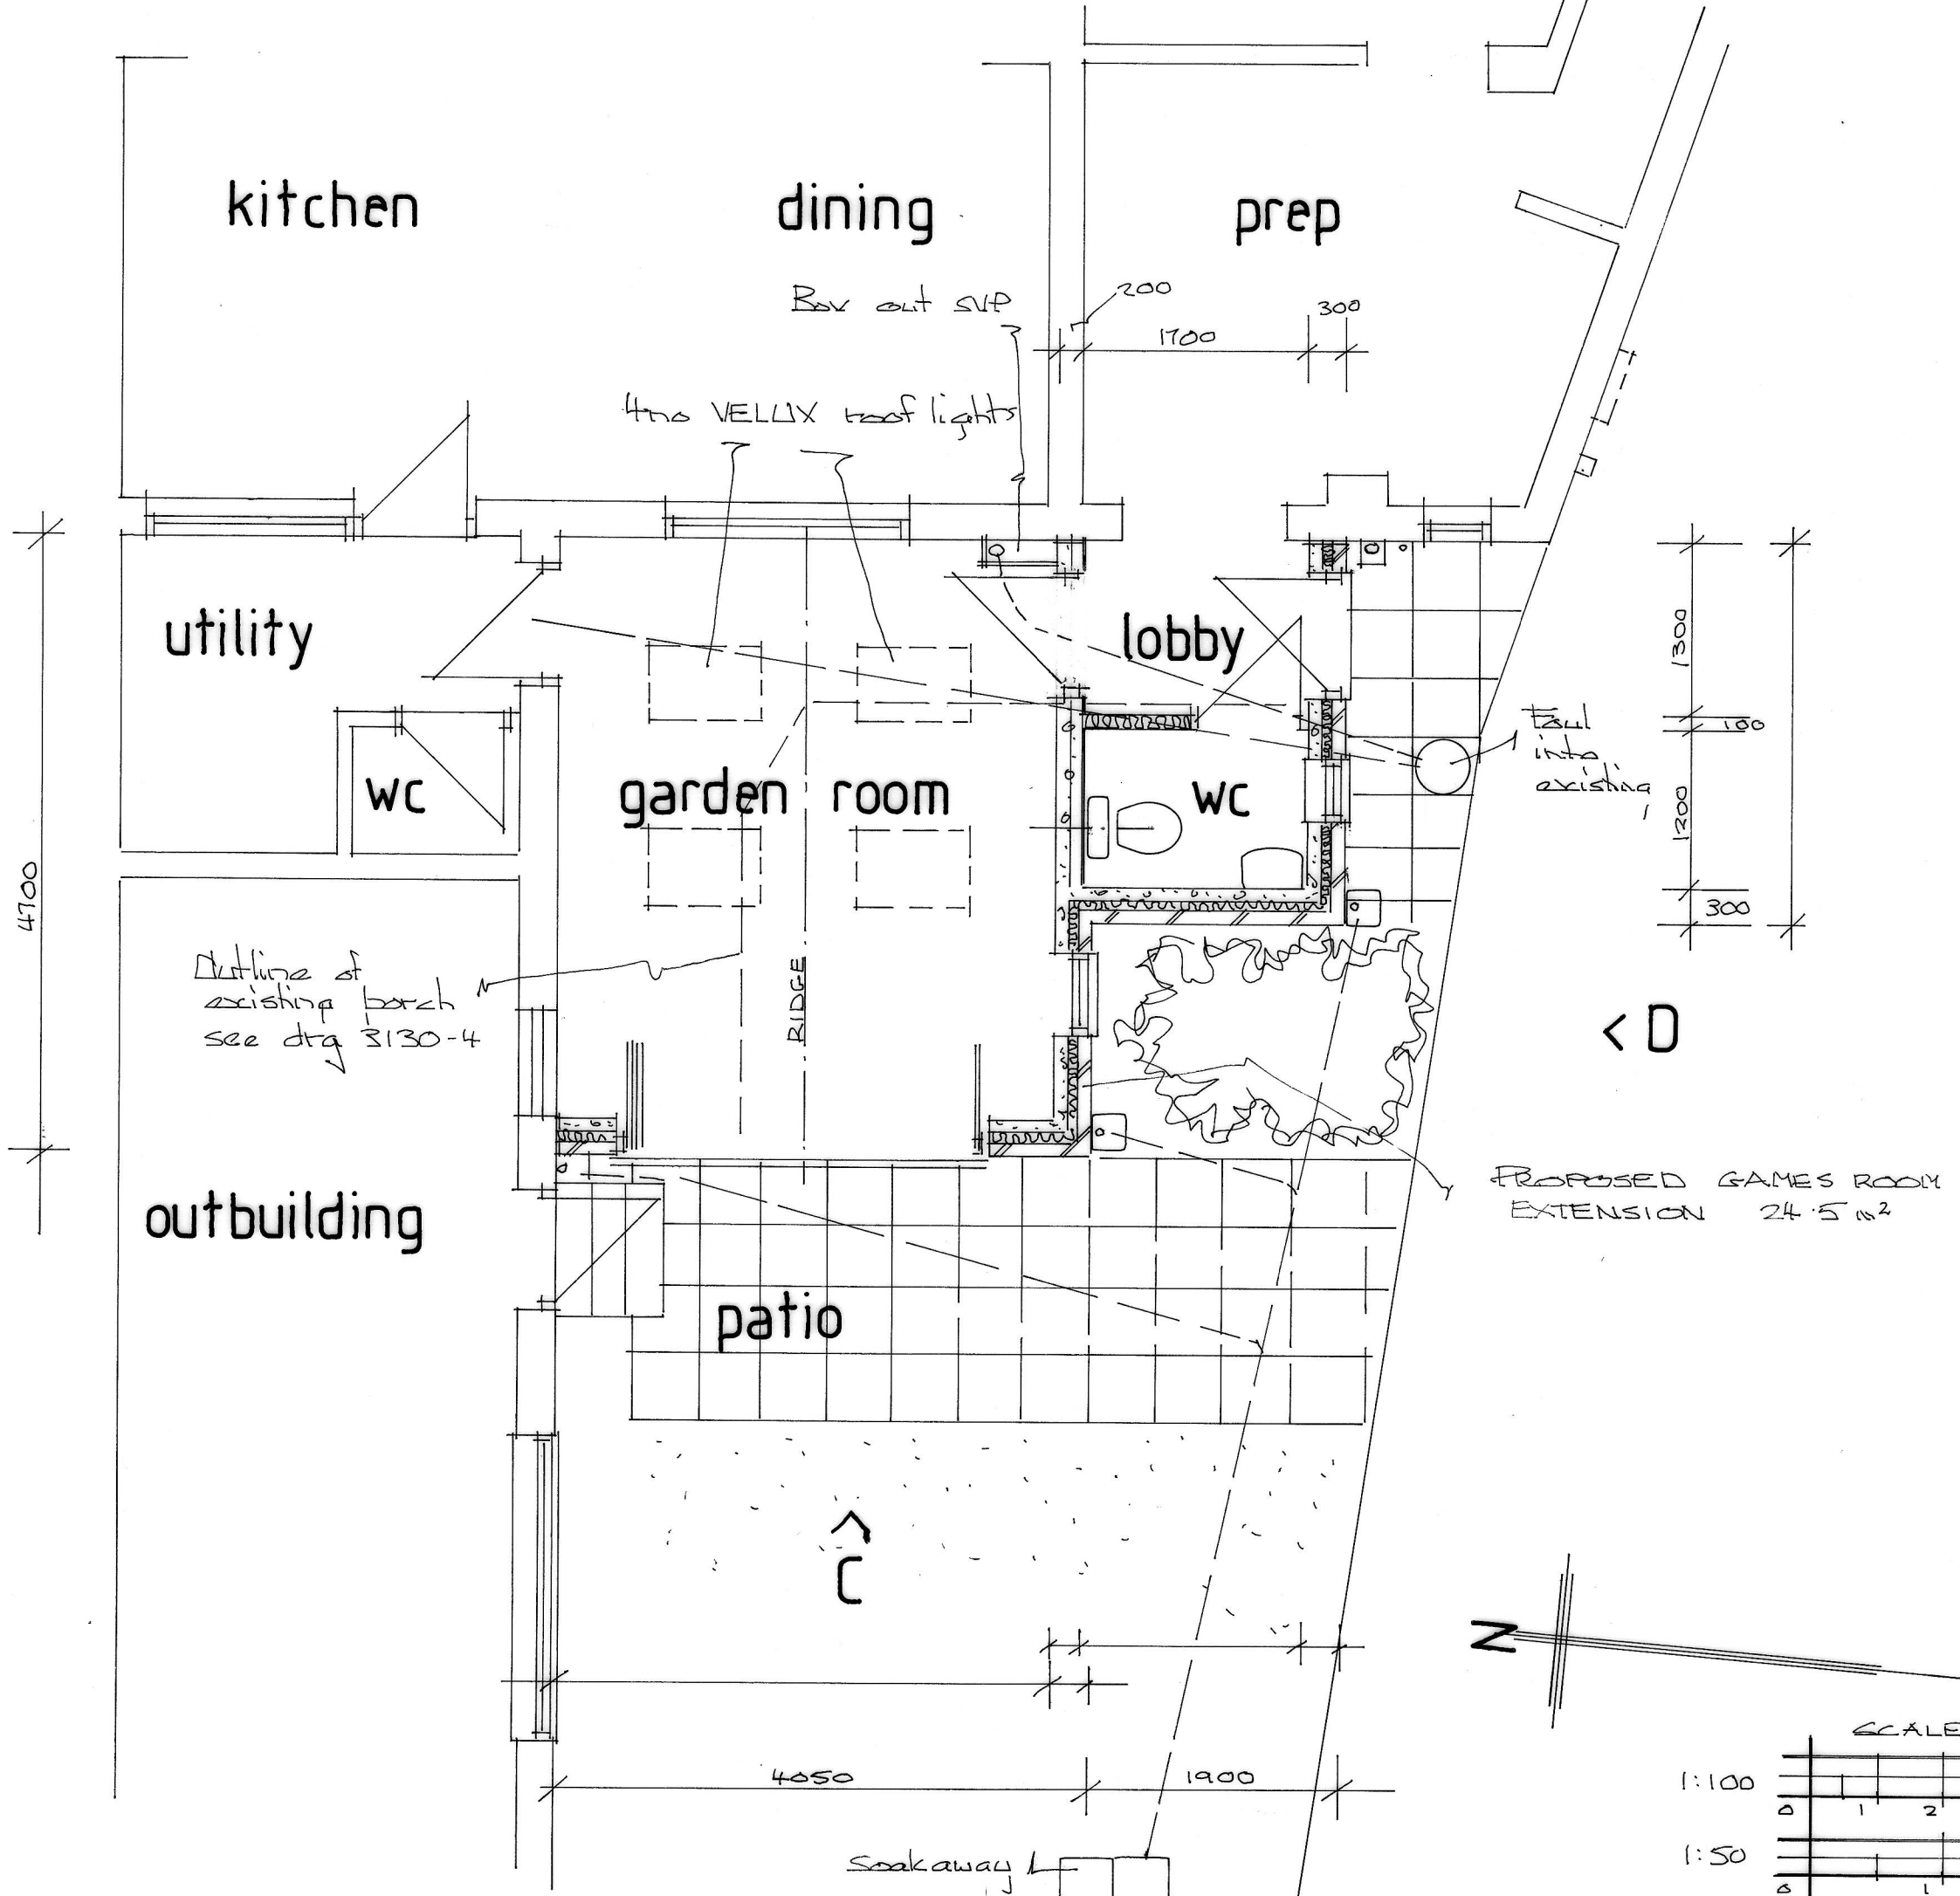 kitchen
dining
prep
Box out SVP
200
300
1700
4no VELUX roof lights
utility
lobby
1300
100
Foul
into
existing
wc
garden room
wc
1200
4700
300
Outline of
existing porch
see drg 3130-4
RIDGE
< D
PROPOSED GAMES ROOM
EXTENSION 24.5 m²
outbuilding
patio
^
C
N
SCALE
4050
1900
1:100
0 1 2
Soakaway
1:50
0 1